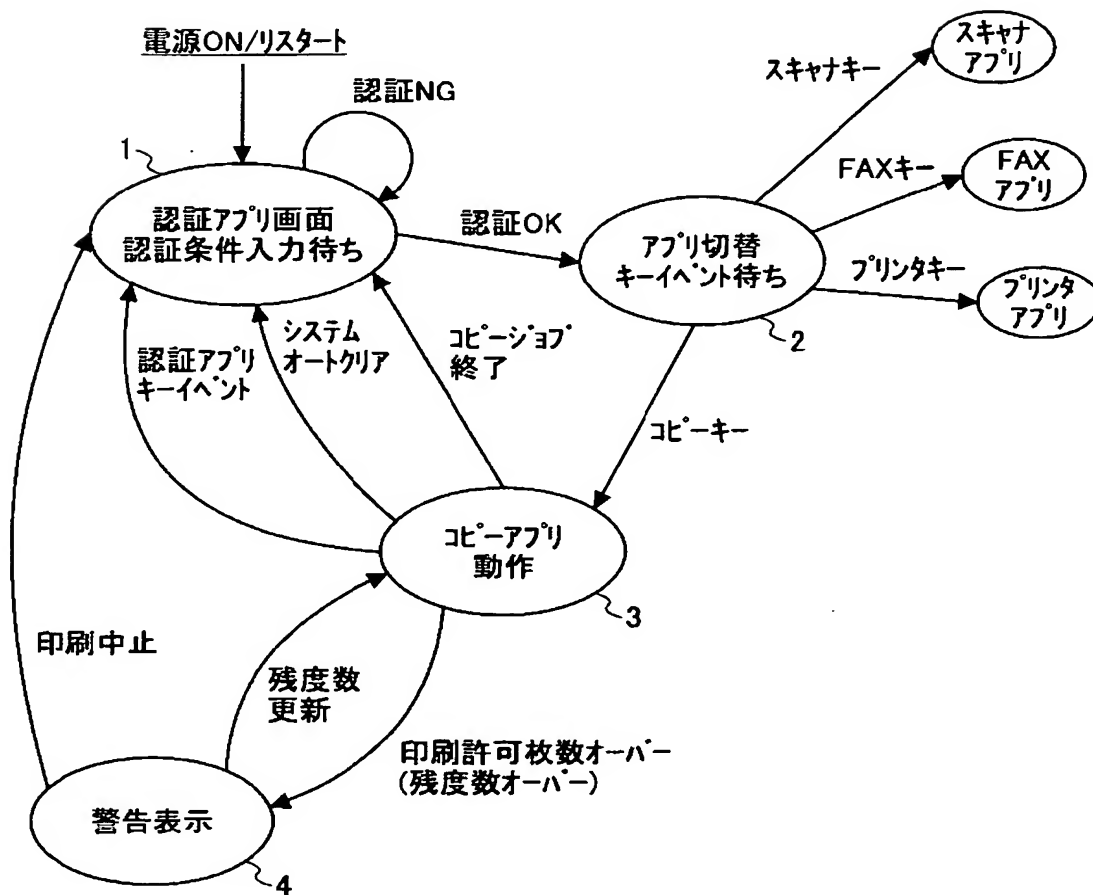 電源ON/リスタート
認証NG
1
認証アプリ画面
認証条件入力待ち
認証OK
アプリ切替
キーイベント待ち
2
スキャナキー
スキャナ
アプリ
FAXキー
FAX
アプリ
プリンタキー
プリンタ
アプリ
認証アプリ
キーイベント
システム
オートクリア
コピージョブ
終了
コピーキー
コピーアプリ
動作
3
印刷中止
残度数
更新
印刷許可枚数オーバー
(残度数オーバー)
警告表示
4